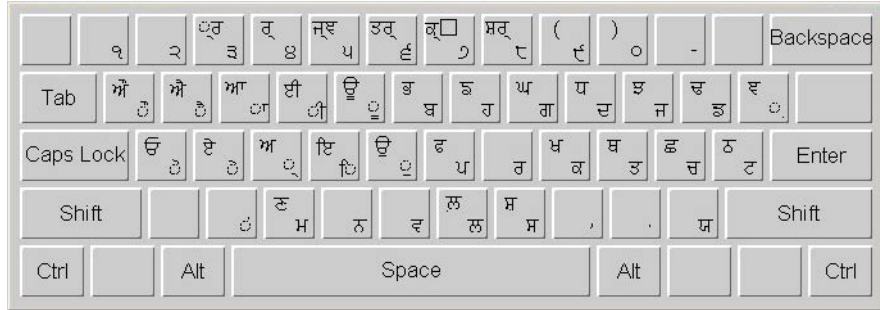 ੧ ੨ ੍ਰ ੩ ਰ੍ ੪ ਜ੍ਞ ੫ ਤਰ੍ ੬ ਕ੍ ੭ ਸ਼ਰ੍ ੮ ( ੯ ) ੦ - Backspace
Tab ਔ ੌ ਐ ੈ ਆ ਾ ਈ ੀ ਊ ੂ ਭ ਬ ਙ ਹ ਘ ਗ ਧ ਦ ਝ ਜ ਢ ਡ ਞ ਼
Caps Lock ਓ ੋ ਏ ੇ ਅ ੍ ਇ ਿ ਉ ੁ ਫ ਪ ਰ ਖ ਕ ਥ ਤ ਛ ਚ ਠ ਟ Enter
Shift ੰ ਣ ਮ ਨ ਵ ਲ਼ ਲ ਸ਼ ਸ , . ਯ Shift
Ctrl Alt Space Alt Ctrl